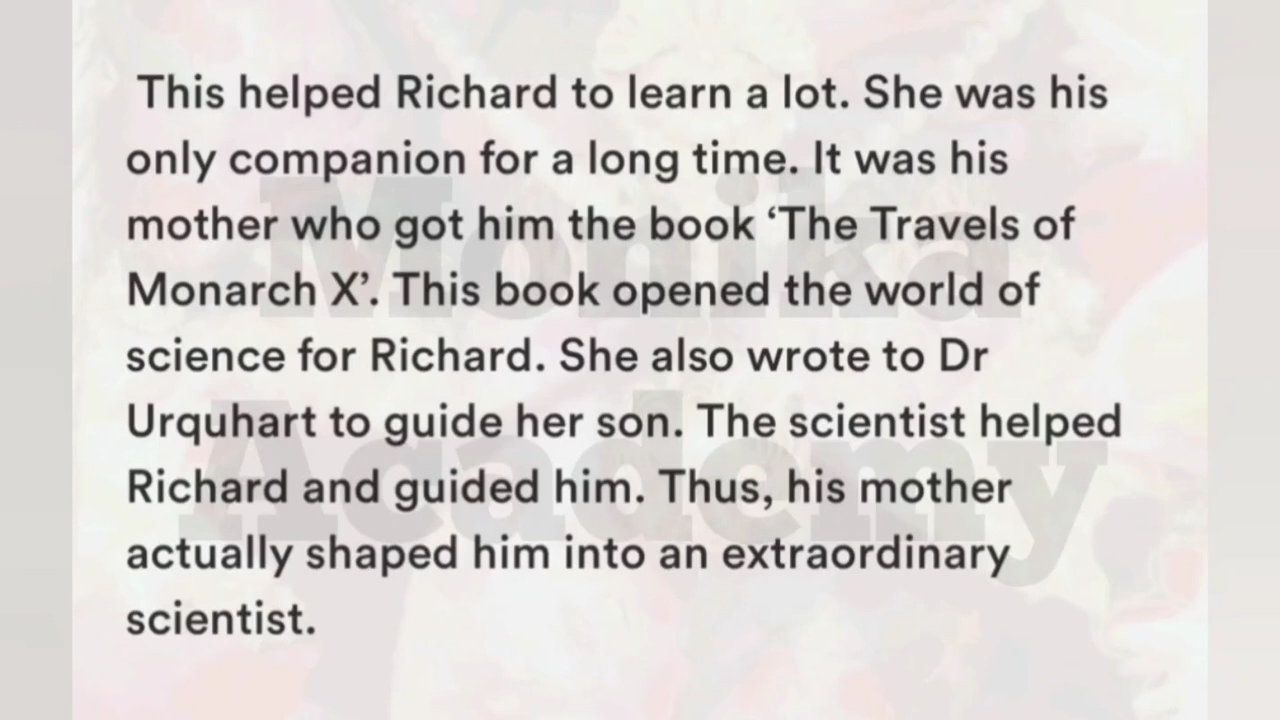 This helped Richard to learn a lot. She was his
only companion for a long time. It was his
mother who got him the book ‘The Travels of
Monarch X’. This book opened the world of
science for Richard. She also wrote to Dr
Urquhart to guide her son. The scientist helped
Richard and guided him. Thus, his mother
actually shaped him into an extraordinary
scientist.
Monika
Academy